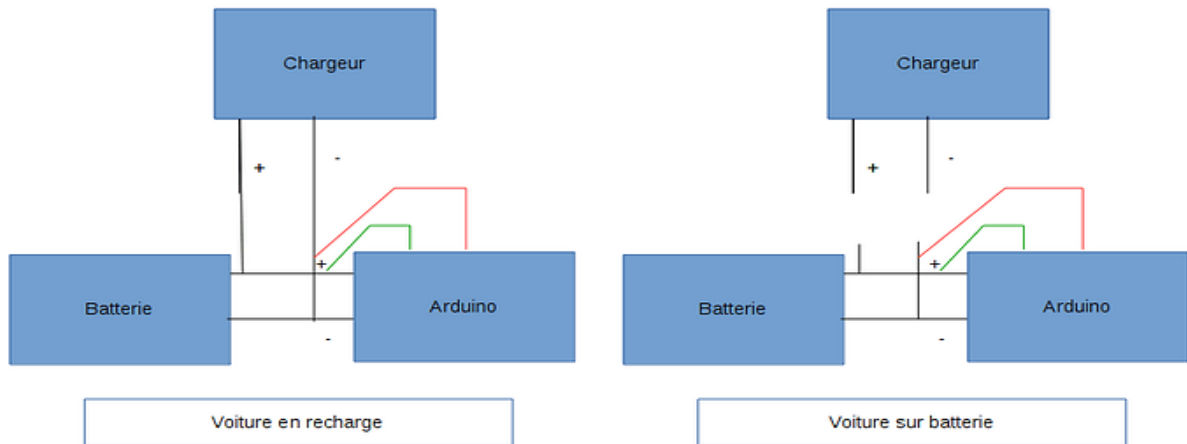 Chargeur
+
-
+
Batterie
Arduino
-
Voiture en recharge
Chargeur
+
-
+
Batterie
Arduino
-
Voiture sur batterie